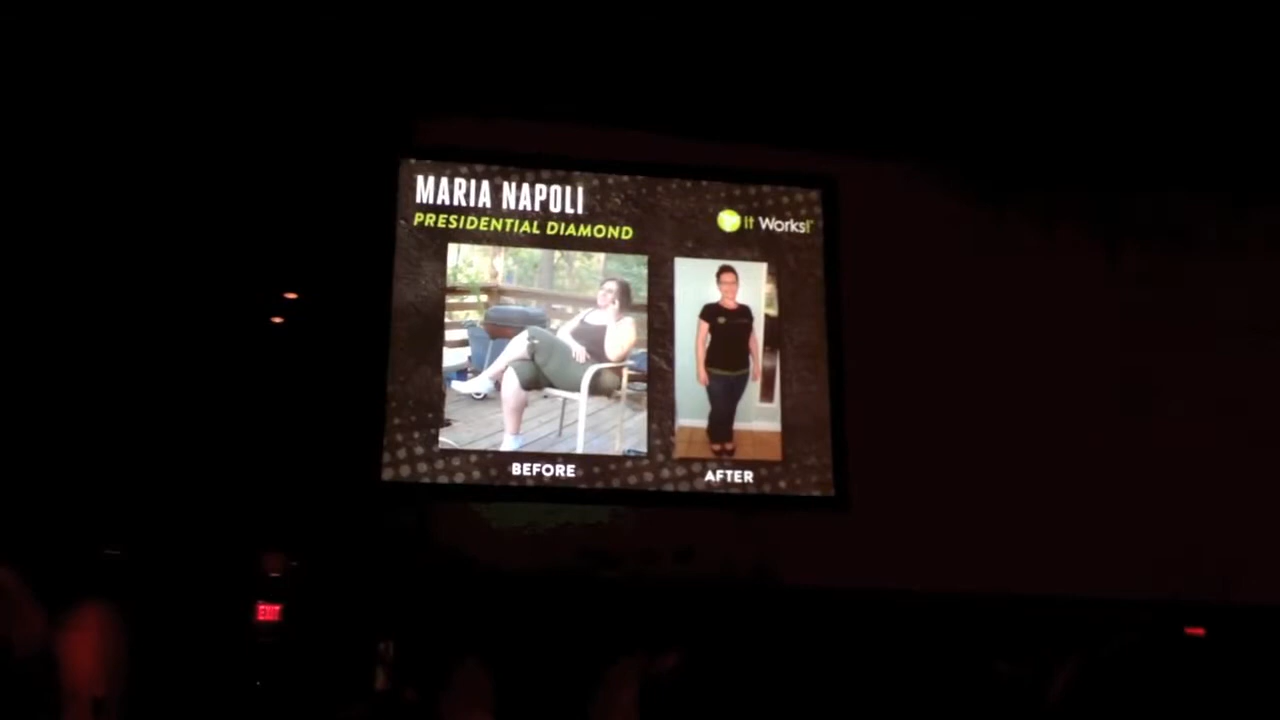 MARIA NAPOLI
PRESIDENTIAL DIAMOND
It Works!
BEFORE
AFTER
EXIT